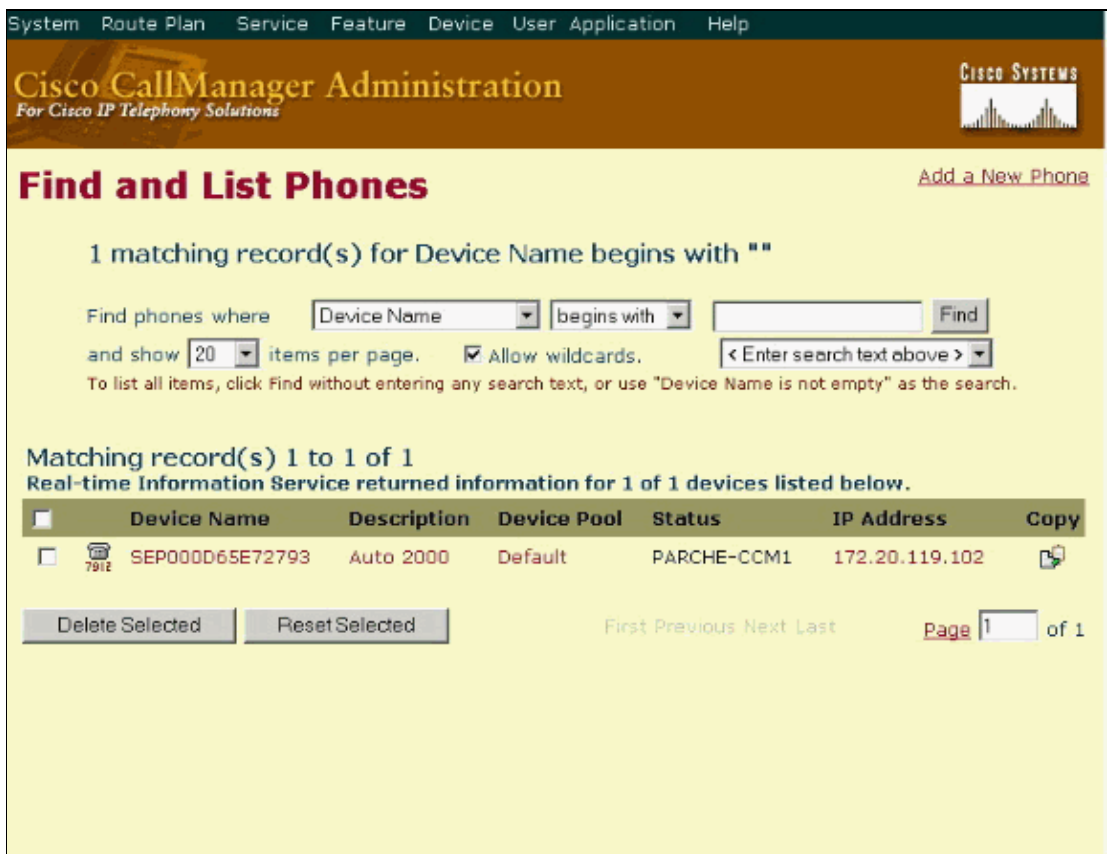 System Route Plan Service Feature Device User Application Help
Cisco CallManager Administration
For Cisco IP Telephony Solutions
CISCO SYSTEMS
Find and List Phones
Add a New Phone
1 matching record(s) for Device Name begins with ""
Find phones where Device Name begins with Find
and show 20 items per page. Allow wildcards. < Enter search text above >
To list all items, click Find without entering any search text, or use "Device Name is not empty" as the search.
Matching record(s) 1 to 1 of 1
Real-time Information Service returned information for 1 of 1 devices listed below.
Device Name Description Device Pool Status IP Address Copy
7912 SEP000D65E72793 Auto 2000 Default PARCHE-CCM1 172.20.119.102
Delete Selected Reset Selected First Previous Next Last Page 1 of 1